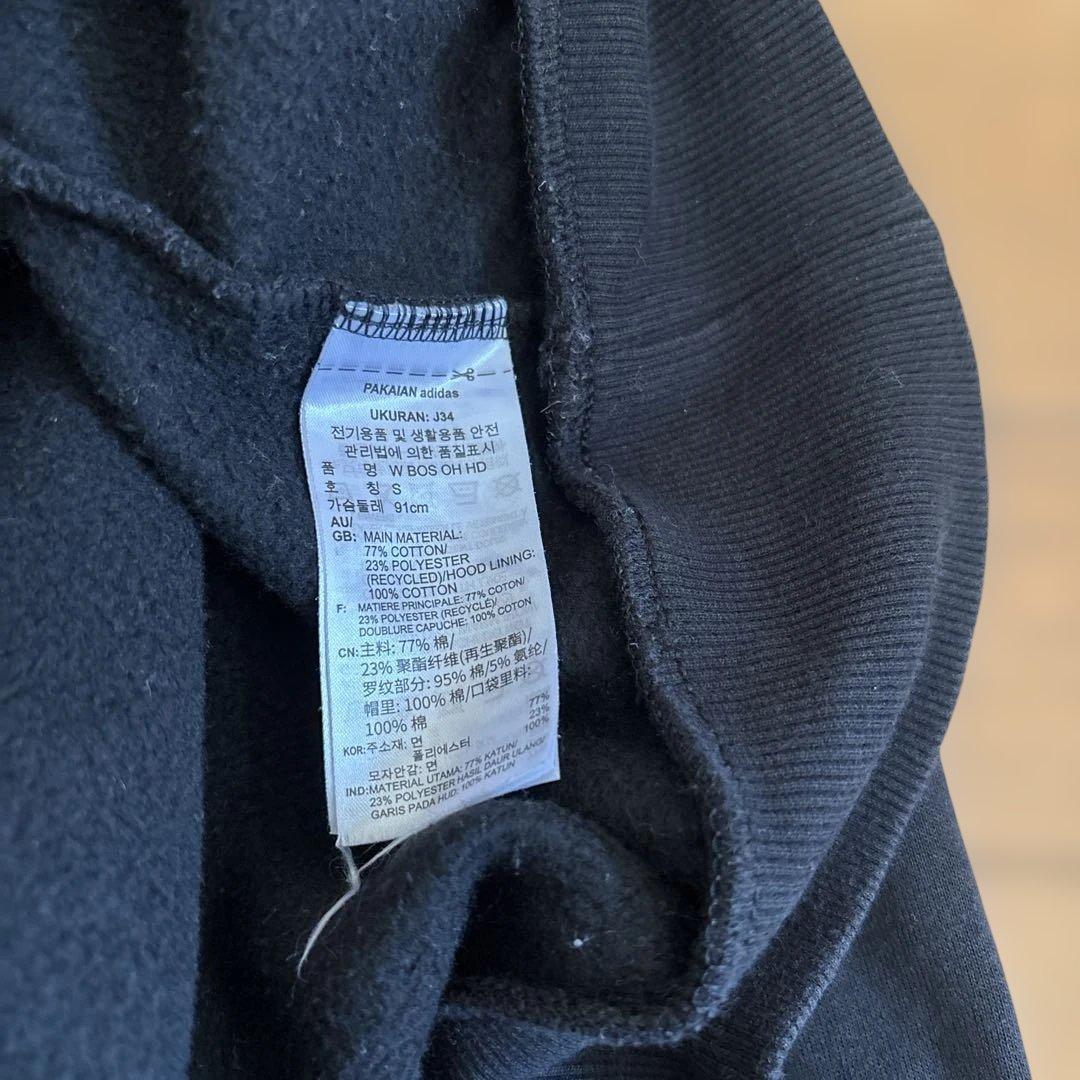 PAKAIAN adidas
UKURAN: J34
전기용품 및 생활용품 안전
관리법에 의한 품질표시
품 명 W BOS OH HD
호 칭 S
가슴둘레 91cm
AU/
GB: MAIN MATERIAL:
77% COTTON/
23% POLYESTER
(RECYCLED)/HOOD LINING:
100% COTTON
F: MATIERE PRINCIPALE: 77% COTON/
23% POLYESTER (RECYCLE)/
DOUBLURE CAPUCHE: 100% COTON
CN: 主料: 77% 棉/
23% 聚酯纤维(再生聚酯)/
罗纹部分: 95% 棉/5% 氨纶/
帽里: 100% 棉/口袋里料:
100% 棉
KOR: 주소재: 면 77%
폴리에스터 23%
모자안감: 면 100%
IND: MATERIAL UTAMA: 77% KATUN/
23% POLYESTER HASIL DAUR ULANG/
GARIS PADA HUD: 100% KATUN